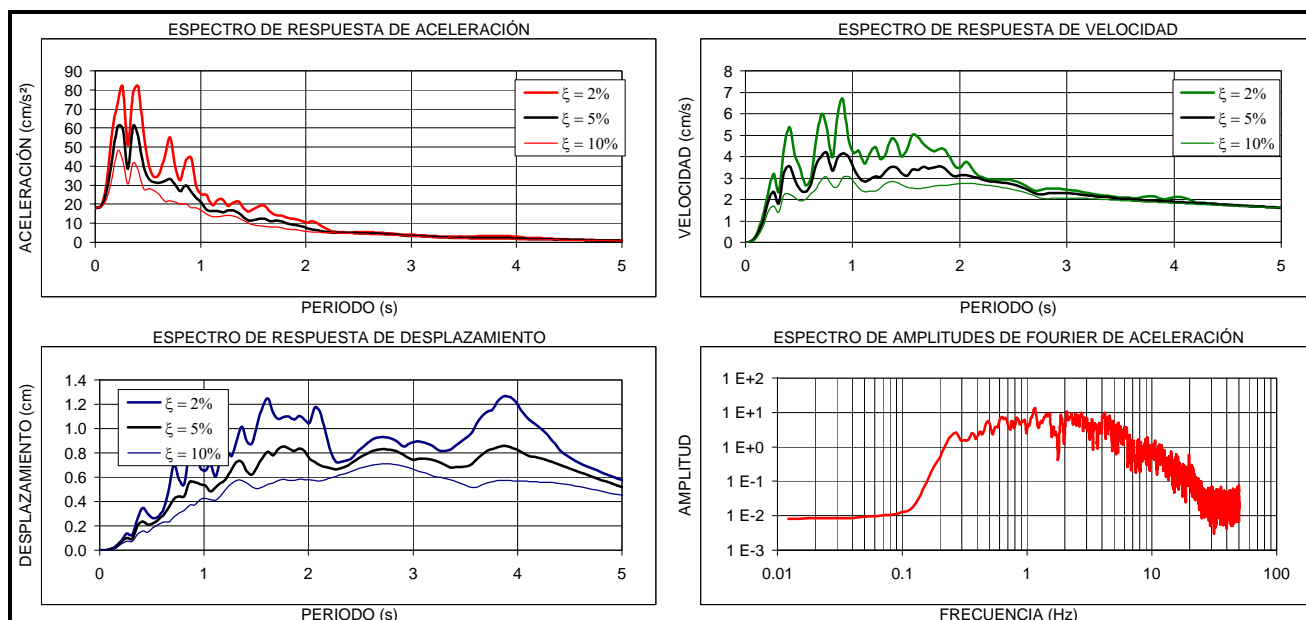 ESPECTRO DE RESPUESTA DE ACELERACIÓN
ACELERACIÓN (cm/s²)
90
80
70
60
50
40
30
20
10
0
ξ = 2%
ξ = 5%
ξ = 10%
0 1 2 3 4 5
PERIODO (s)
ESPECTRO DE RESPUESTA DE VELOCIDAD
VELOCIDAD (cm/s)
8
7
6
5
4
3
2
1
0
ξ = 2%
ξ = 5%
ξ = 10%
0 1 2 3 4 5
PERIODO (s)
ESPECTRO DE RESPUESTA DE DESPLAZAMIENTO
DESPLAZAMIENTO (cm)
1.4
1.2
1.0
0.8
0.6
0.4
0.2
0.0
ξ = 2%
ξ = 5%
ξ = 10%
0 1 2 3 4 5
PERIODO (s)
ESPECTRO DE AMPLITUDES DE FOURIER DE ACELERACIÓN
AMPLITUD
1 E+2
1 E+1
1 E+0
1 E-1
1 E-2
1 E-3
0.01 0.1 1 10 100
FRECUENCIA (Hz)